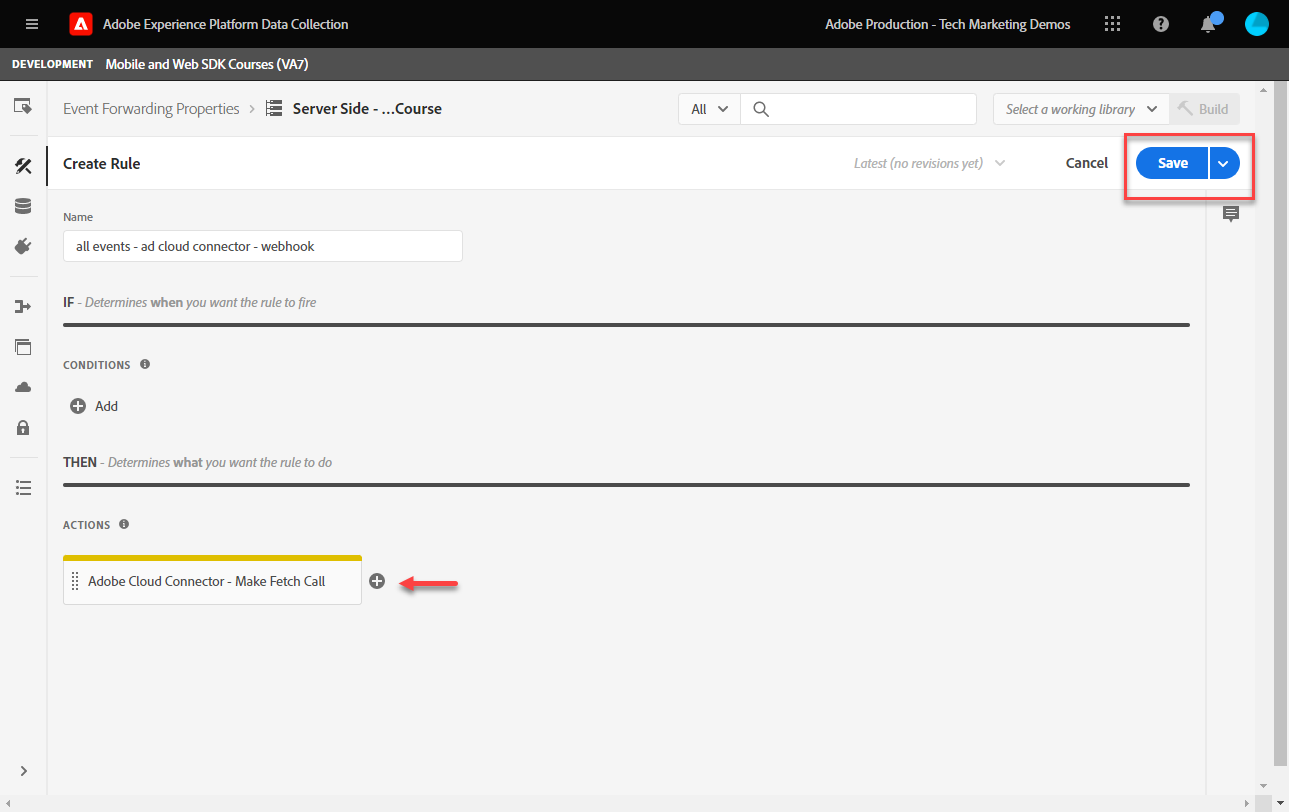 Adobe Experience Platform Data Collection
Adobe Production - Tech Marketing Demos
DEVELOPMENT Mobile and Web SDK Courses (VA7)
Event Forwarding Properties > Server Side - ...Course
All
Select a working library
Build
Create Rule
Latest (no revisions yet)
Cancel
Save
Name
all events - ad cloud connector - webhook
IF - Determines when you want the rule to fire
CONDITIONS
Add
THEN - Determines what you want the rule to do
ACTIONS
Adobe Cloud Connector - Make Fetch Call